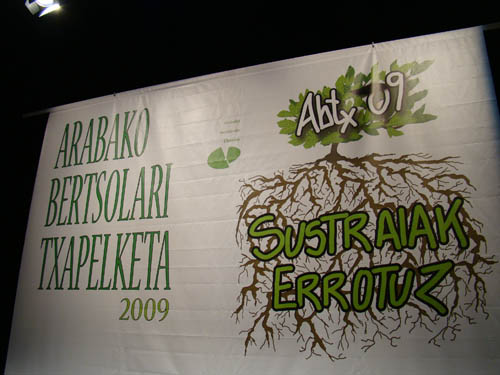 ARABAKO
BERTSOLARI
TXAPELKETA
2009
Abtx 09
SUSTRAIAK
ERROTUZ